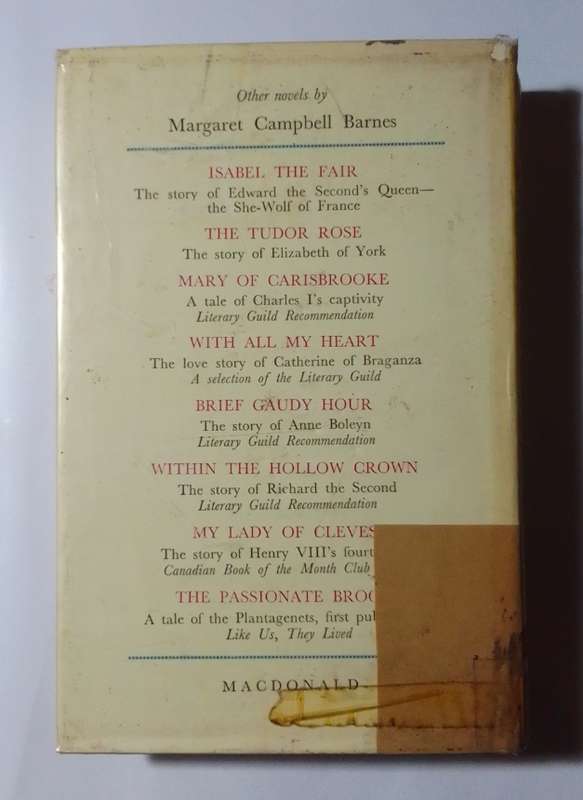 Other novels by
Margaret Campbell Barnes
ISABEL THE FAIR
The story of Edward the Second's Queen—
the She-Wolf of France
THE TUDOR ROSE
The story of Elizabeth of York
MARY OF CARISBROOKE
A tale of Charles I's captivity
Literary Guild Recommendation
WITH ALL MY HEART
The love story of Catherine of Braganza
A selection of the Literary Guild
BRIEF GAUDY HOUR
The story of Anne Boleyn
Literary Guild Recommendation
WITHIN THE HOLLOW CROWN
The story of Richard the Second
Literary Guild Recommendation
MY LADY OF CLEVES
The story of Henry VIII's
Canadian Book of the Month Club
THE PASSIONATE
A tale of the Plantagenets, first
Like Us, They Lived
MACDONALD